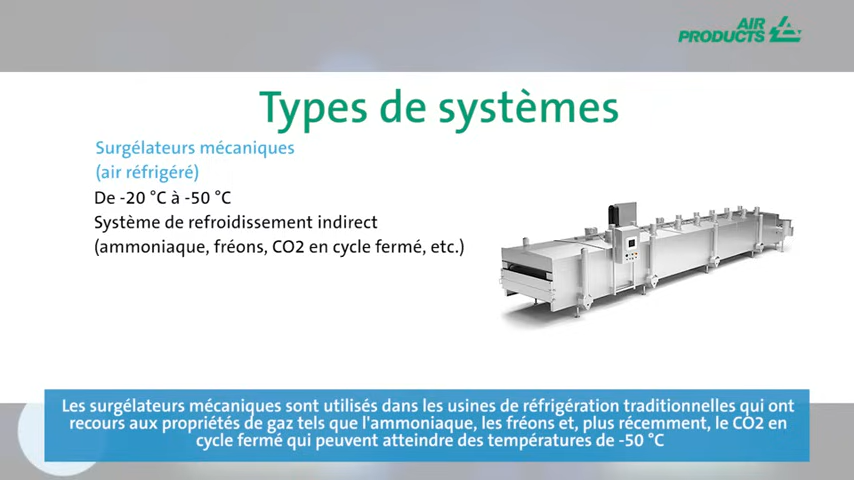 AIR
PRODUCTS
Types de systèmes
Surgélateurs mécaniques
(air réfrigéré)
De -20 °C à -50 °C
Système de refroidissement indirect
(ammoniaque, fréons, CO2 en cycle fermé, etc.)
Les surgélateurs mécaniques sont utilisés dans les usines de réfrigération traditionnelles qui ont
recours aux propriétés de gaz tels que l'ammoniaque, les fréons et, plus récemment, le CO2 en
cycle fermé qui peuvent atteindre des températures de -50 °C